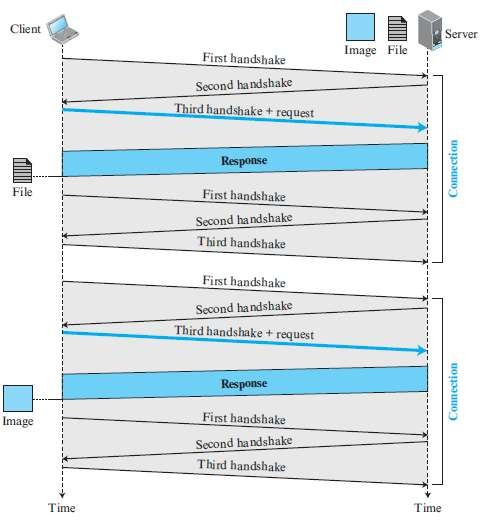 Client
Image
File
Server
First handshake
Second handshake
Third handshake + request
Response
File
First handshake
Second handshake
Third handshake
Connection
First handshake
Second handshake
Third handshake + request
Response
Image
First handshake
Second handshake
Third handshake
Connection
Time
Time